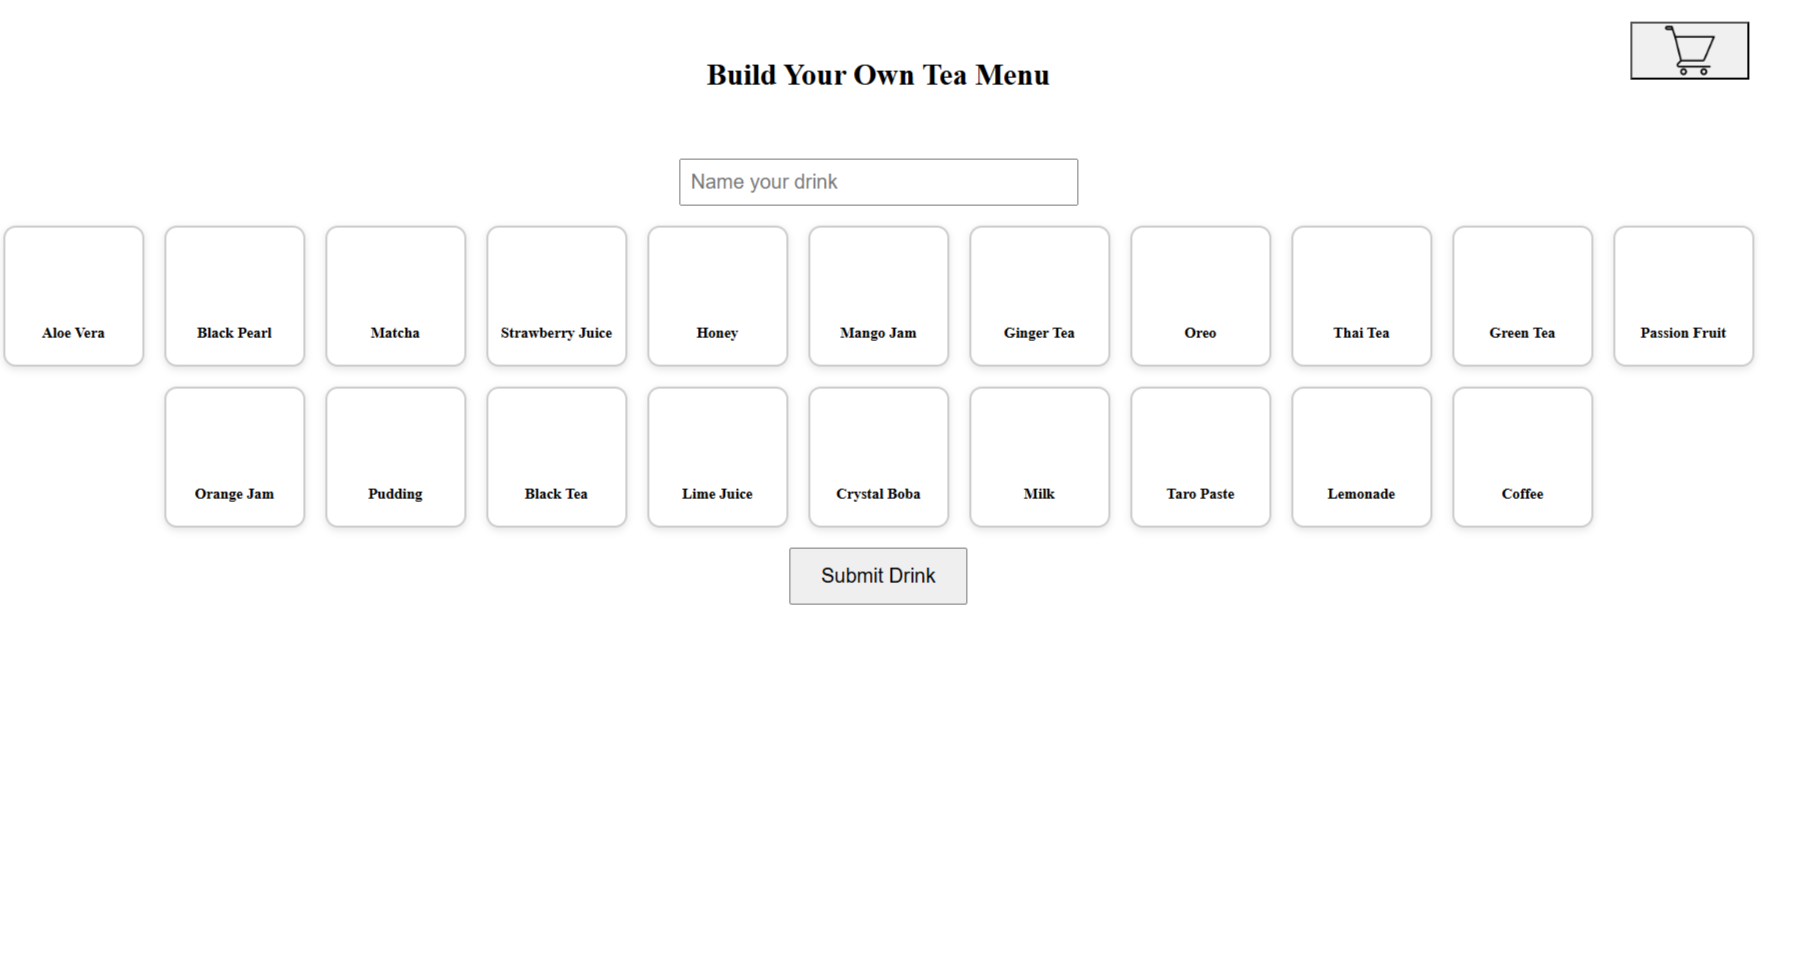 Build Your Own Tea Menu
Name your drink
Aloe Vera
Black Pearl
Matcha
Strawberry Juice
Honey
Mango Jam
Ginger Tea
Oreo
Thai Tea
Green Tea
Passion Fruit
Orange Jam
Pudding
Black Tea
Lime Juice
Crystal Boba
Milk
Taro Paste
Lemonade
Coffee
Submit Drink